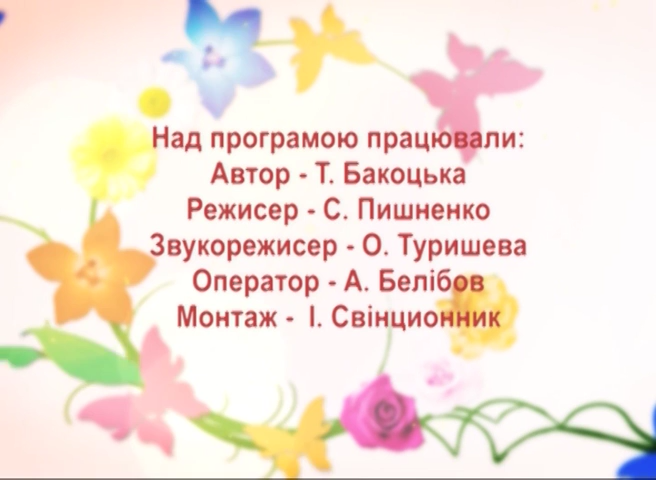 Над програмою працювали:
Автор - Т. Бакоцька
Режисер - С. Пишненко
Звукорежисер - О. Туришева
Оператор - А. Белібов
Монтаж - І. Свінционник